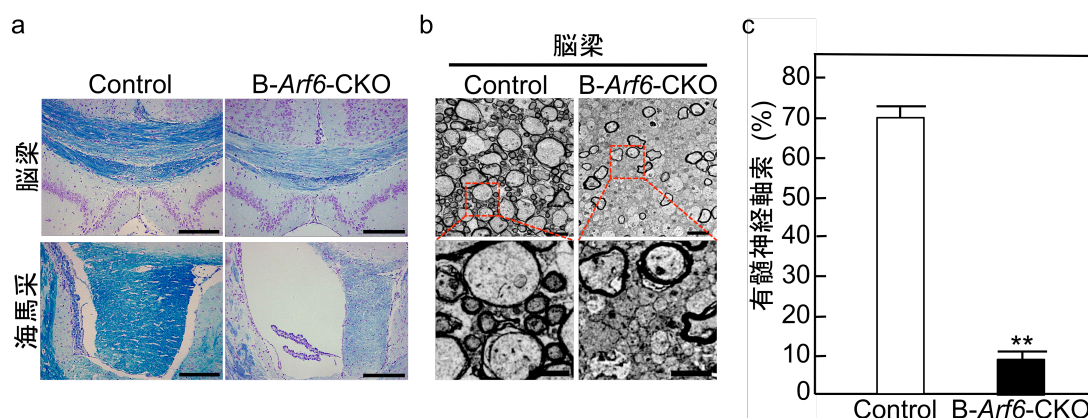 a
Control
B-Arf6-CKO
脳梁
海馬采
b
脳梁
Control
B-Arf6-CKO
c
有髄神経軸索 (%)
80
70
60
50
40
30
20
10
0
**
Control
B-Arf6-CKO